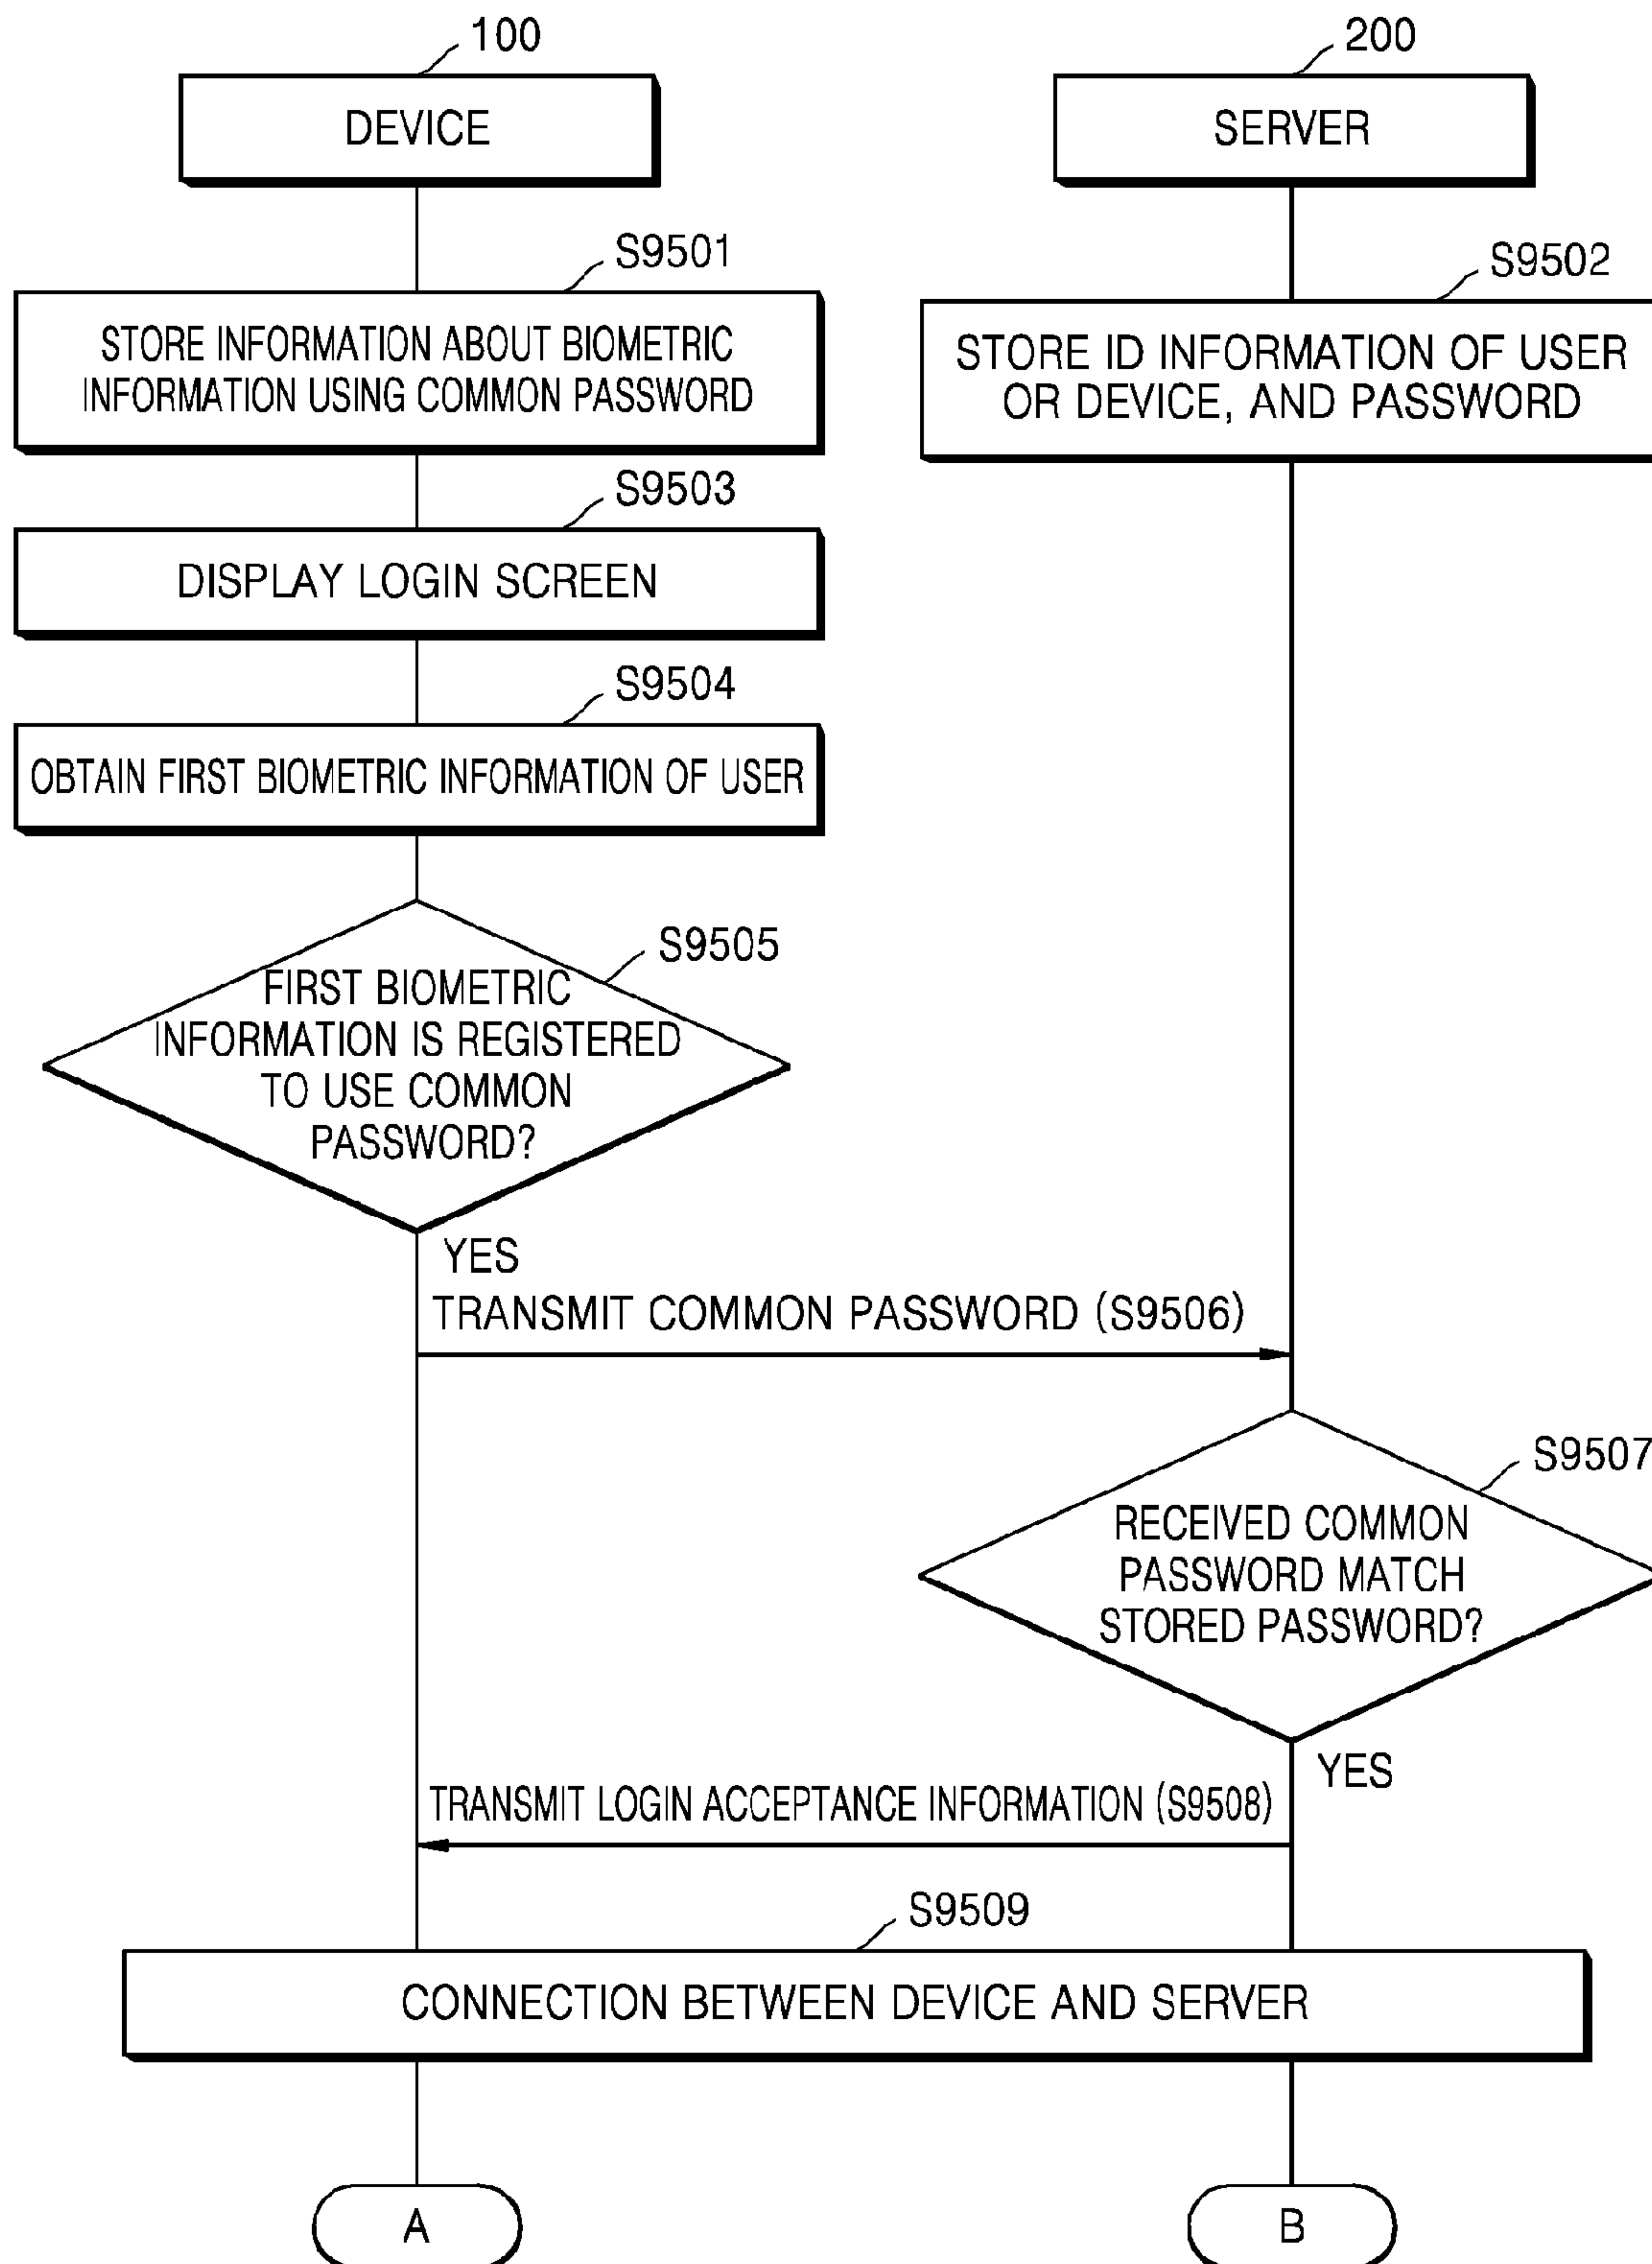 100
200
DEVICE
SERVER
S9501
S9502
STORE INFORMATION ABOUT BIOMETRIC
INFORMATION USING COMMON PASSWORD
STORE ID INFORMATION OF USER
OR DEVICE, AND PASSWORD
S9503
DISPLAY LOGIN SCREEN
S9504
OBTAIN FIRST BIOMETRIC INFORMATION OF USER
S9505
FIRST BIOMETRIC
INFORMATION IS REGISTERED
TO USE COMMON
PASSWORD?
YES
TRANSMIT COMMON PASSWORD (S9506)
S9507
RECEIVED COMMON
PASSWORD MATCH
STORED PASSWORD?
YES
TRANSMIT LOGIN ACCEPTANCE INFORMATION (S9508)
S9509
CONNECTION BETWEEN DEVICE AND SERVER
A
B